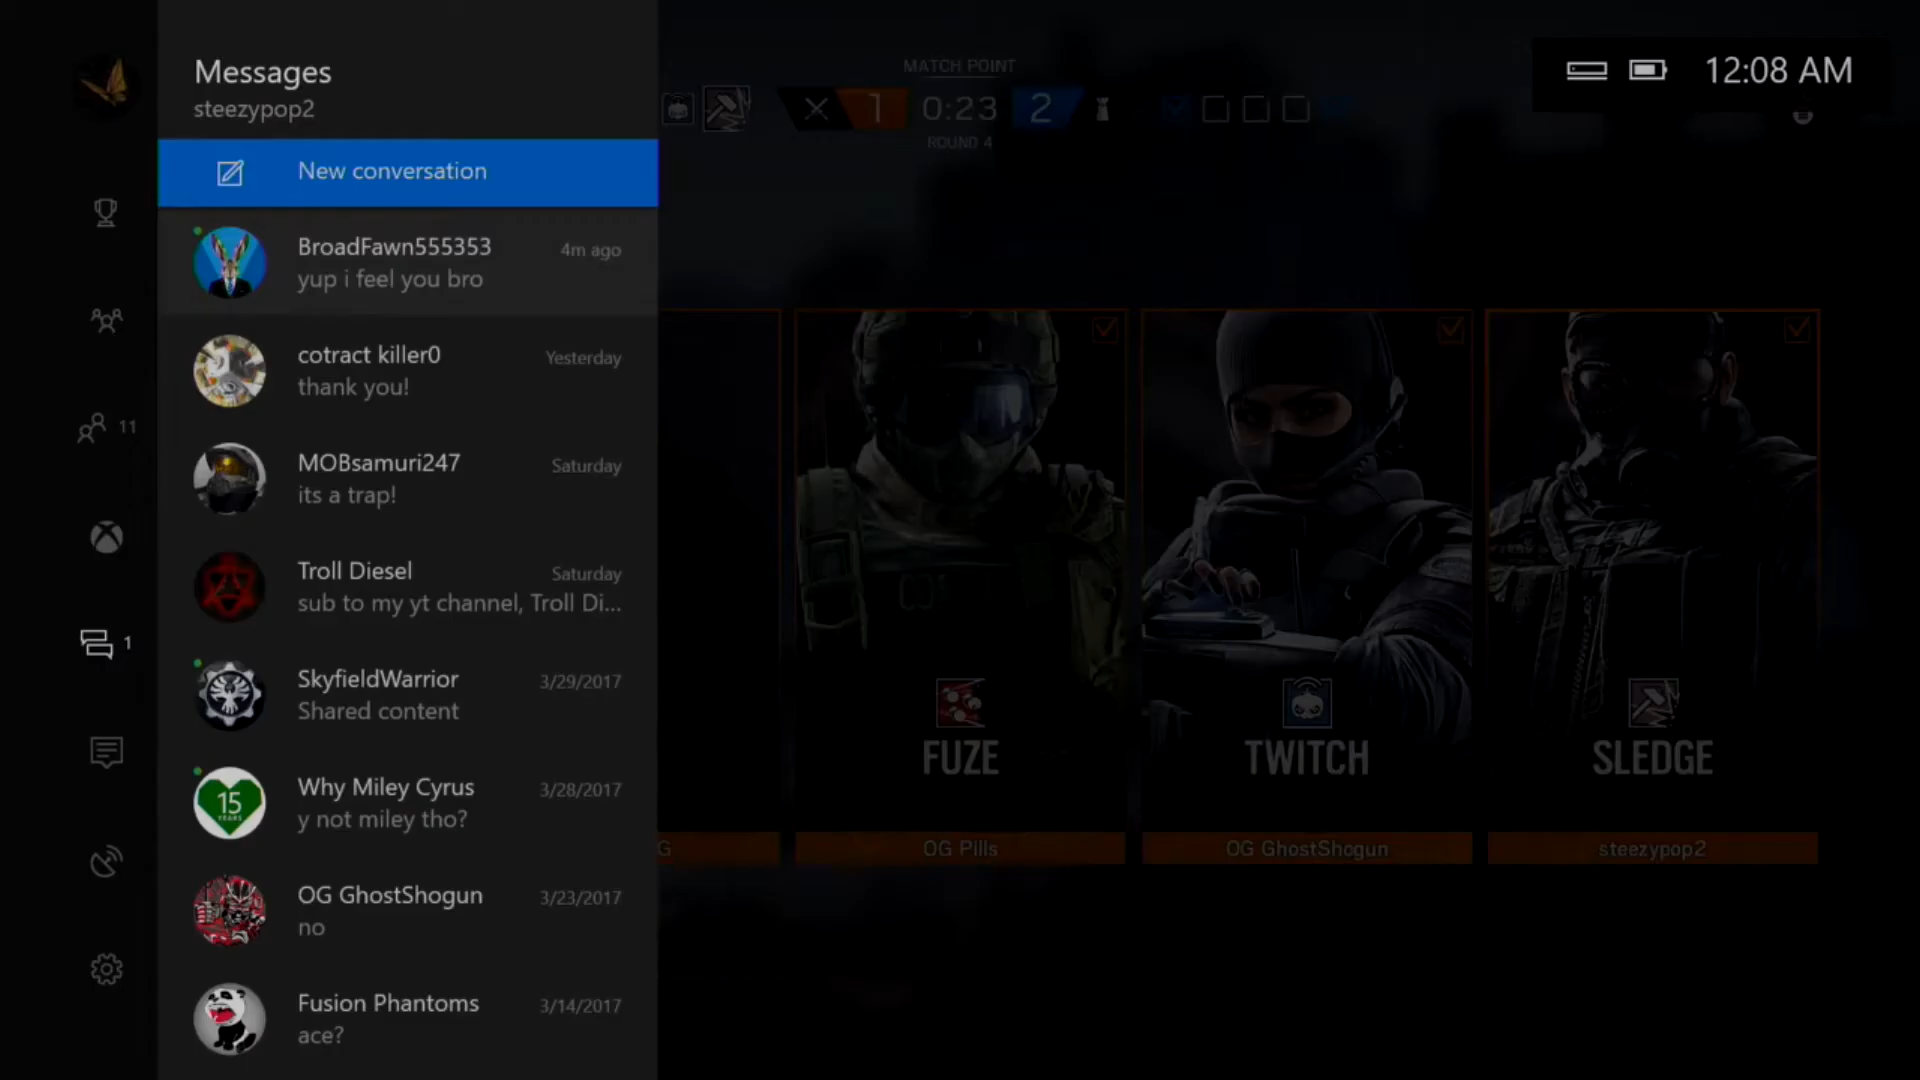 Messages
steezypop2
New conversation
BroadFawn555353
4m ago
yup i feel you bro
cotract killer0
Yesterday
thank you!
MOBsamuri247
Saturday
its a trap!
Troll Diesel
Saturday
sub to my yt channel, Troll Di...
SkyfieldWarrior
3/29/2017
Shared content
Why Miley Cyrus
3/28/2017
y not miley tho?
OG GhostShogun
3/23/2017
no
Fusion Phantoms
3/14/2017
ace?
11
1
15
YEARS
MATCH POINT
1
0:23
2
ROUND 4
12:08 AM
FUZE
TWITCH
SLEDGE
G
OG Pills
OG GhostShogun
steezypop2